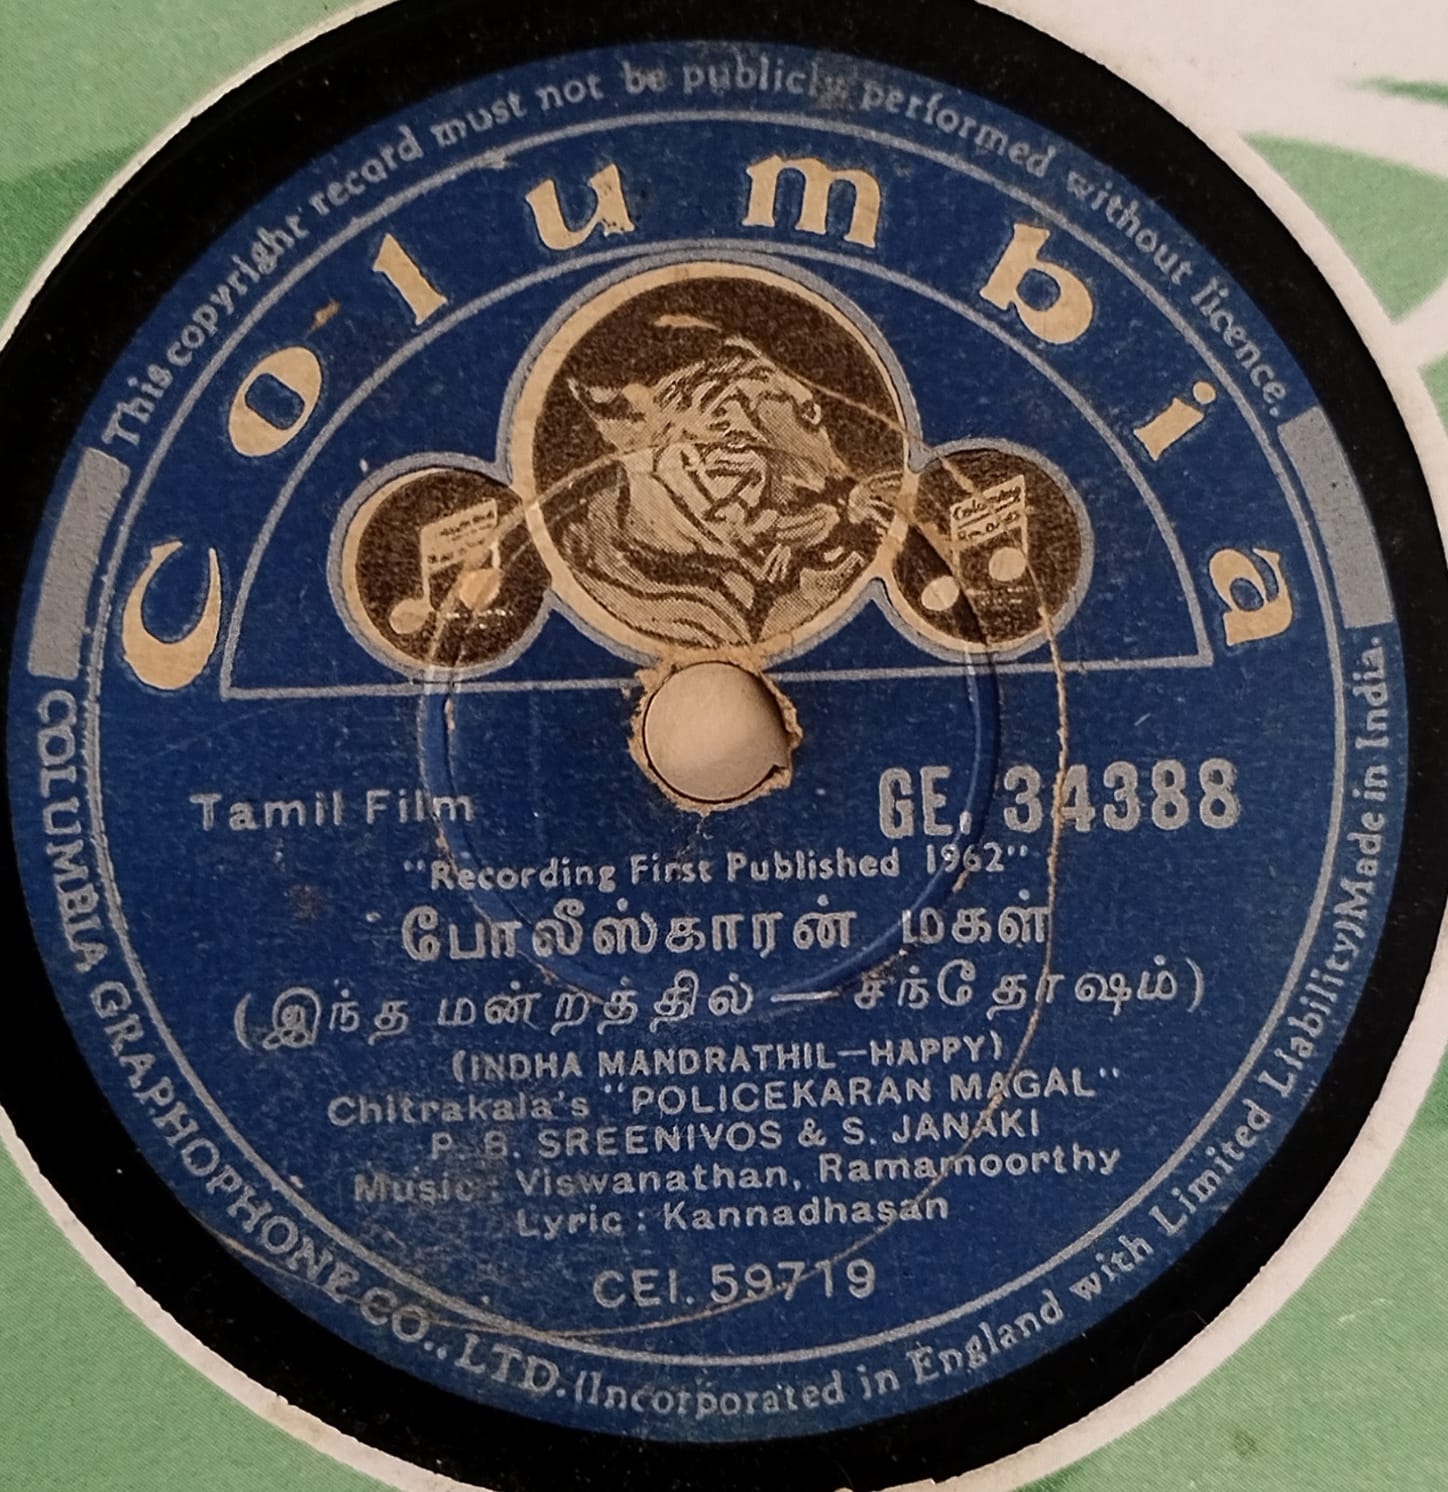 This copyright record must not be publicly performed without licence.
Columbia
Tamil Film
GE. 34388
"Recording First Published 1962"
போலீஸ்காரன் மகள்
(இந்த மன்றத்தில் — சந்தோஷம்)
(INDHA MANDRATHIL—HAPPY)
Chitrakala's "POLICEKARAN MAGAL"
P. B. SREENIVOS & S. JANAKI
Music: Viswanathan, Ramamoorthy
Lyric : Kannadhasan
CEI. 59719
COLUMBIA GRAPHOPHONE CO., LTD. (Incorporated in England with Limited Liability) Made in India.